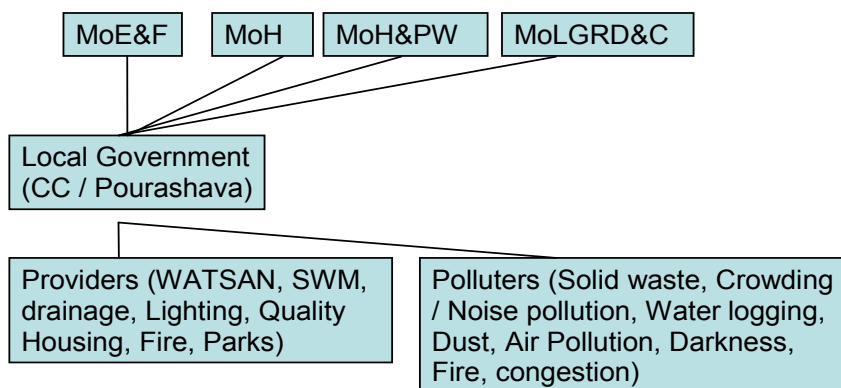 MoE&F
MoH
MoH&PW
MoLGRD&C
Local Government
(CC / Pourashava)
Providers (WATSAN, SWM,
drainage, Lighting, Quality
Housing, Fire, Parks)
Polluters (Solid waste, Crowding
/ Noise pollution, Water logging,
Dust, Air Pollution, Darkness,
Fire, congestion)